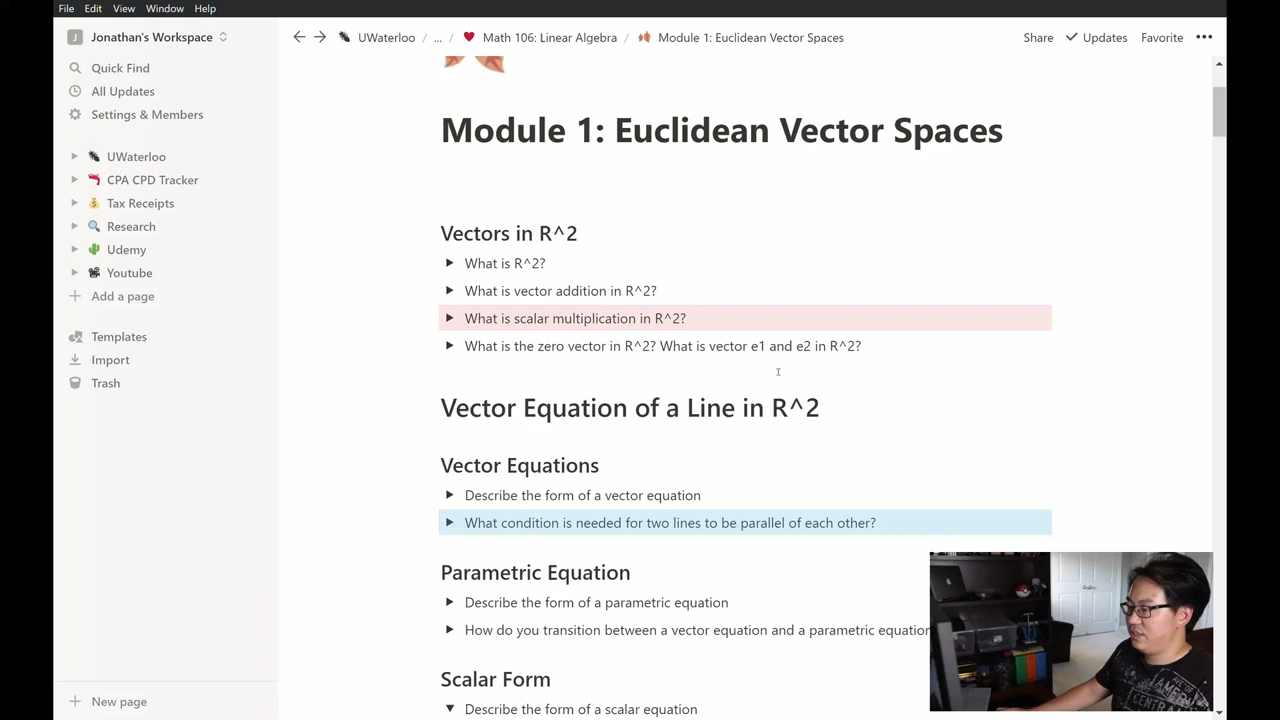 File Edit View Window Help
J Jonathan's Workspace
UWaterloo / ... / Math 106: Linear Algebra / Module 1: Euclidean Vector Spaces
Share Updates Favorite
Quick Find
All Updates
Settings & Members
UWaterloo
CPA CPD Tracker
Tax Receipts
Research
Udemy
Youtube
Add a page
Templates
Import
Trash
New page
Module 1: Euclidean Vector Spaces
Vectors in R^2
What is R^2?
What is vector addition in R^2?
What is scalar multiplication in R^2?
What is the zero vector in R^2? What is vector e1 and e2 in R^2?
Vector Equation of a Line in R^2
Vector Equations
Describe the form of a vector equation
What condition is needed for two lines to be parallel of each other?
Parametric Equation
Describe the form of a parametric equation
How do you transition between a vector equation and a parametric equation
Scalar Form
Describe the form of a scalar equation